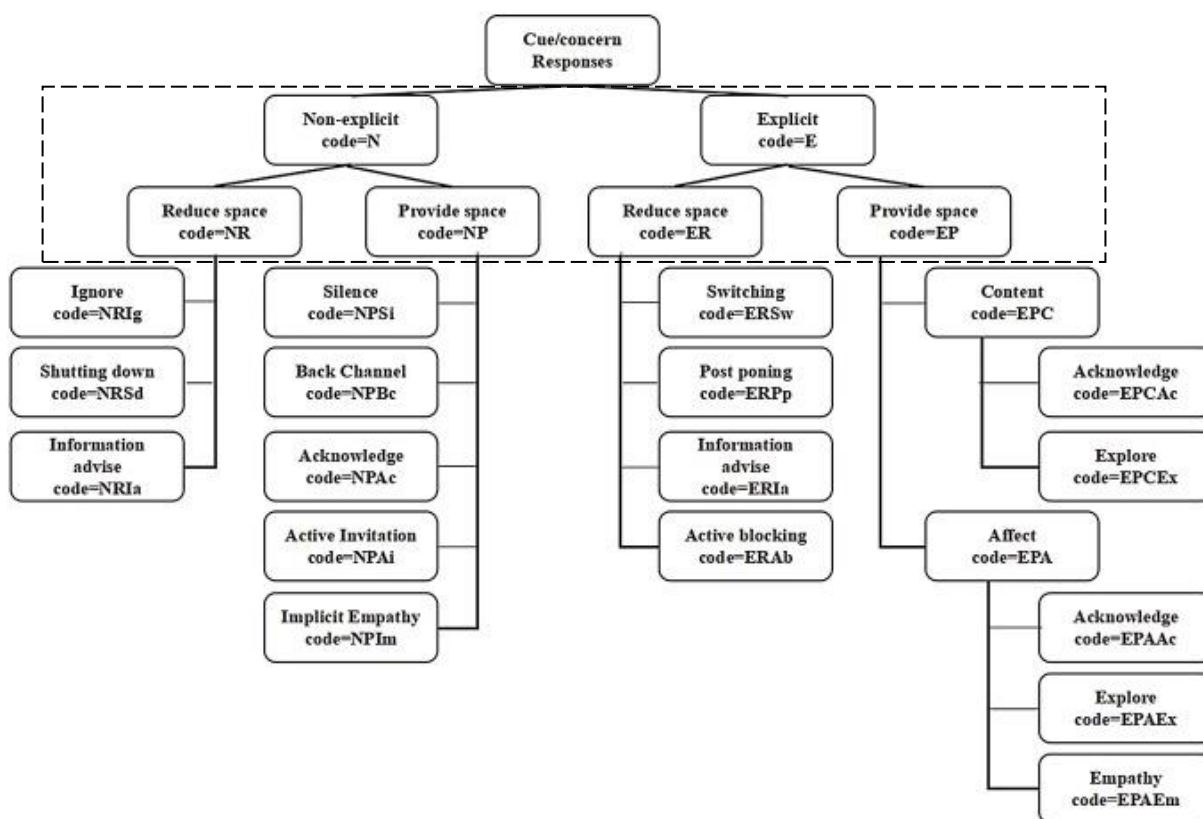 Cue/concern
Responses
Non-explicit
code=N
Explicit
code=E
Reduce space
code=NR
Provide space
code=NP
Reduce space
code=ER
Provide space
code=EP
Ignore
code=NRIg
Silence
code=NPSi
Switching
code=ERSw
Content
code=EPC
Shutting down
code=NRSd
Back Channel
code=NPBc
Post poning
code=ERPp
Acknowledge
code=EPCAc
Information
advise
code=NRIa
Acknowledge
code=NPAc
Information
advise
code=ERIa
Explore
code=EPCEx
Active Invitation
code=NPAi
Active blocking
code=ERAb
Affect
code=EPA
Implicit Empathy
code=NPIm
Acknowledge
code=EPAAc
Explore
code=EPAEx
Empathy
code=EPAEm